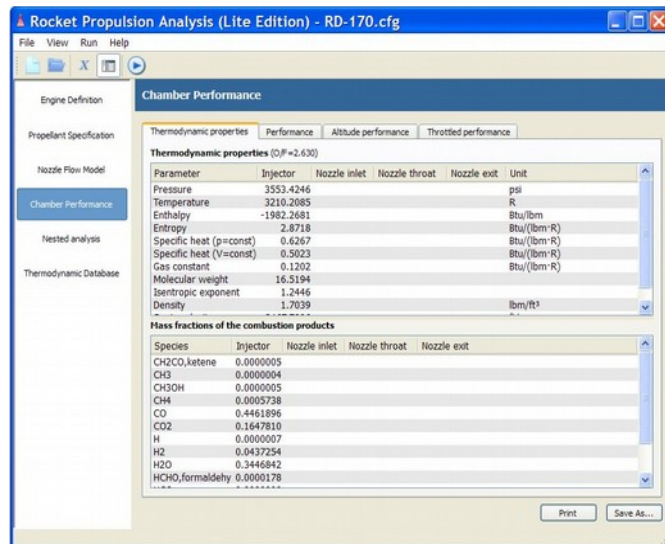 Rocket Propulsion Analysis (Lite Edition) - RD-170.cfg
File View Run Help
Engine Definition
Propellant Specification
Nozzle Flow Model
Chamber Performance
Nested analysis
Thermodynamic Database
Chamber Performance
Thermodynamic properties Performance Altitude performance Throttled performance
Thermodynamic properties (O/F=2.630)
Parameter Injector Nozzle inlet Nozzle throat Nozzle exit Unit
Pressure 3553.4246 psi
Temperature 3210.2085 R
Enthalpy -1982.2681 Btu/lbm
Entropy 2.8718 Btu/(lbm·R)
Specific heat (p=const) 0.6267 Btu/(lbm·R)
Specific heat (V=const) 0.5023 Btu/(lbm·R)
Gas constant 0.1202 Btu/(lbm·R)
Molecular weight 16.5194
Isentropic exponent 1.2446
Density 1.7039 lbm/ft³
Mass fractions of the combustion products
Species Injector Nozzle inlet Nozzle throat Nozzle exit
CH2CO,ketene 0.0000005
CH3 0.0000004
CH3OH 0.0000005
CH4 0.0005738
CO 0.4461896
CO2 0.1647810
H 0.0000007
H2 0.0437254
H2O 0.3446842
HCHO,formaldehy 0.0000178
Print Save As...